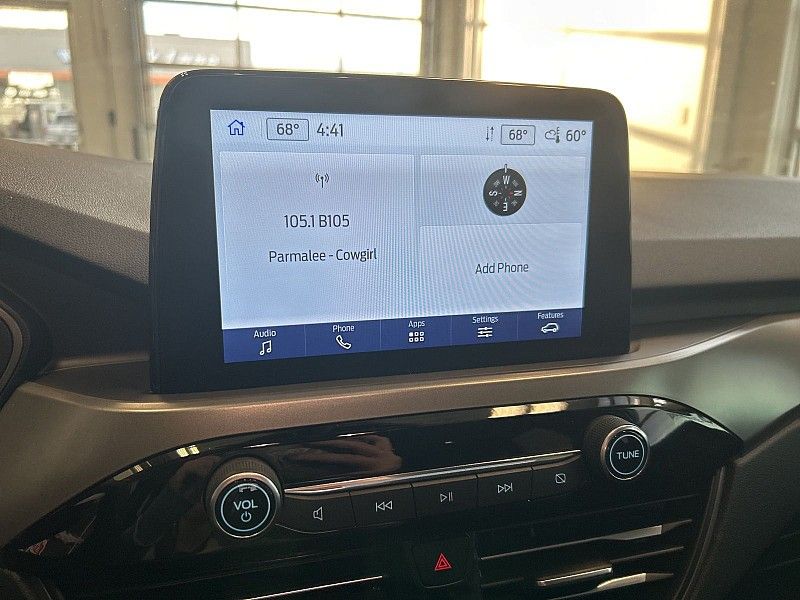 68° 4:41 68° 60°
105.1 B105
Parmalee - Cowgirl
W
S N
E
Add Phone
Audio Phone Apps Settings Features
VOL
TUNE